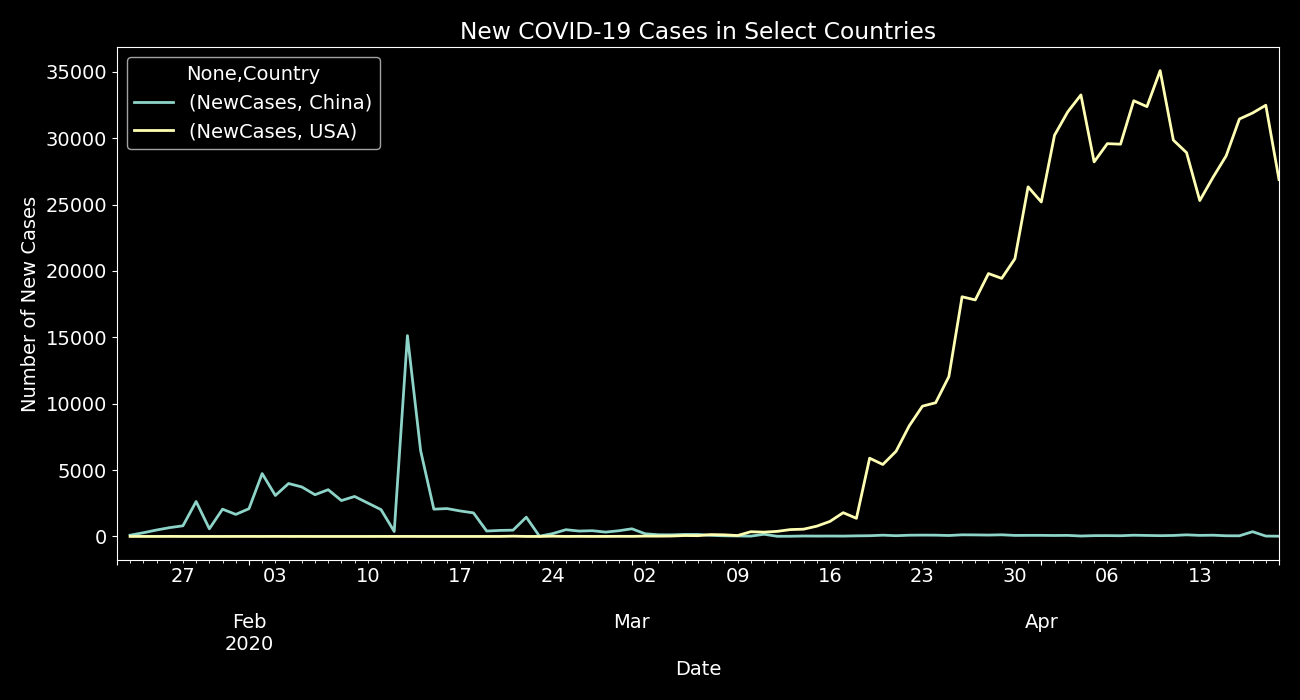 New COVID-19 Cases in Select Countries
None,Country
(NewCases, China)
(NewCases, USA)
Number of New Cases
35000
30000
25000
20000
15000
10000
5000
0
27 03 10 17 24 02 09 16 23 30 06 13
Feb Mar Apr
2020
Date